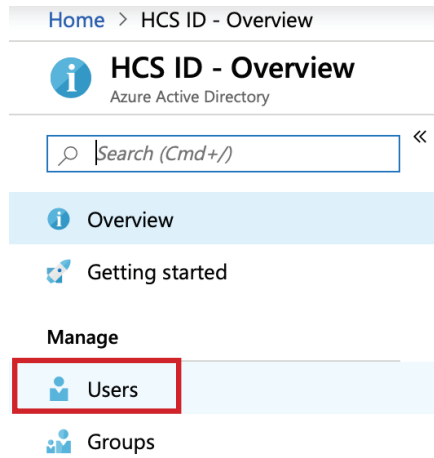 Home > HCS ID - Overview
HCS ID - Overview
Azure Active Directory
Search (Cmd+/)
Overview
Getting started
Manage
Users
Groups